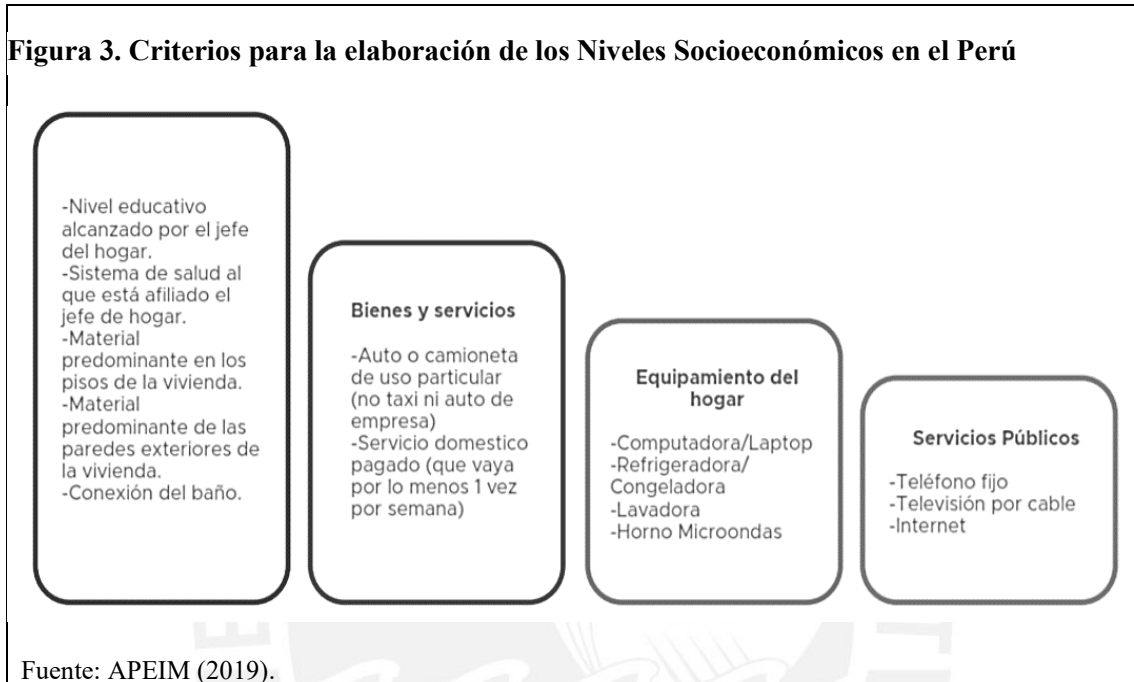 Figura 3. Criterios para la elaboración de los Niveles Socioeconómicos en el Perú
-Nivel educativo
alcanzado por el jefe
del hogar.
-Sistema de salud al
que está afiliado el
jefe de hogar.
-Material
predominante en los
pisos de la vivienda.
-Material
predominante de las
paredes exteriores de
la vivienda.
-Conexión del baño.
Bienes y servicios
-Auto o camioneta
de uso particular
(no taxi ni auto de
empresa)
-Servicio domestico
pagado (que vaya
por lo menos 1 vez
por semana)
Equipamiento del
hogar
-Computadora/Laptop
-Refrigeradora/
Congeladora
-Lavadora
-Horno Microondas
Servicios Públicos
-Teléfono fijo
-Televisión por cable
-Internet
Fuente: APEIM (2019).